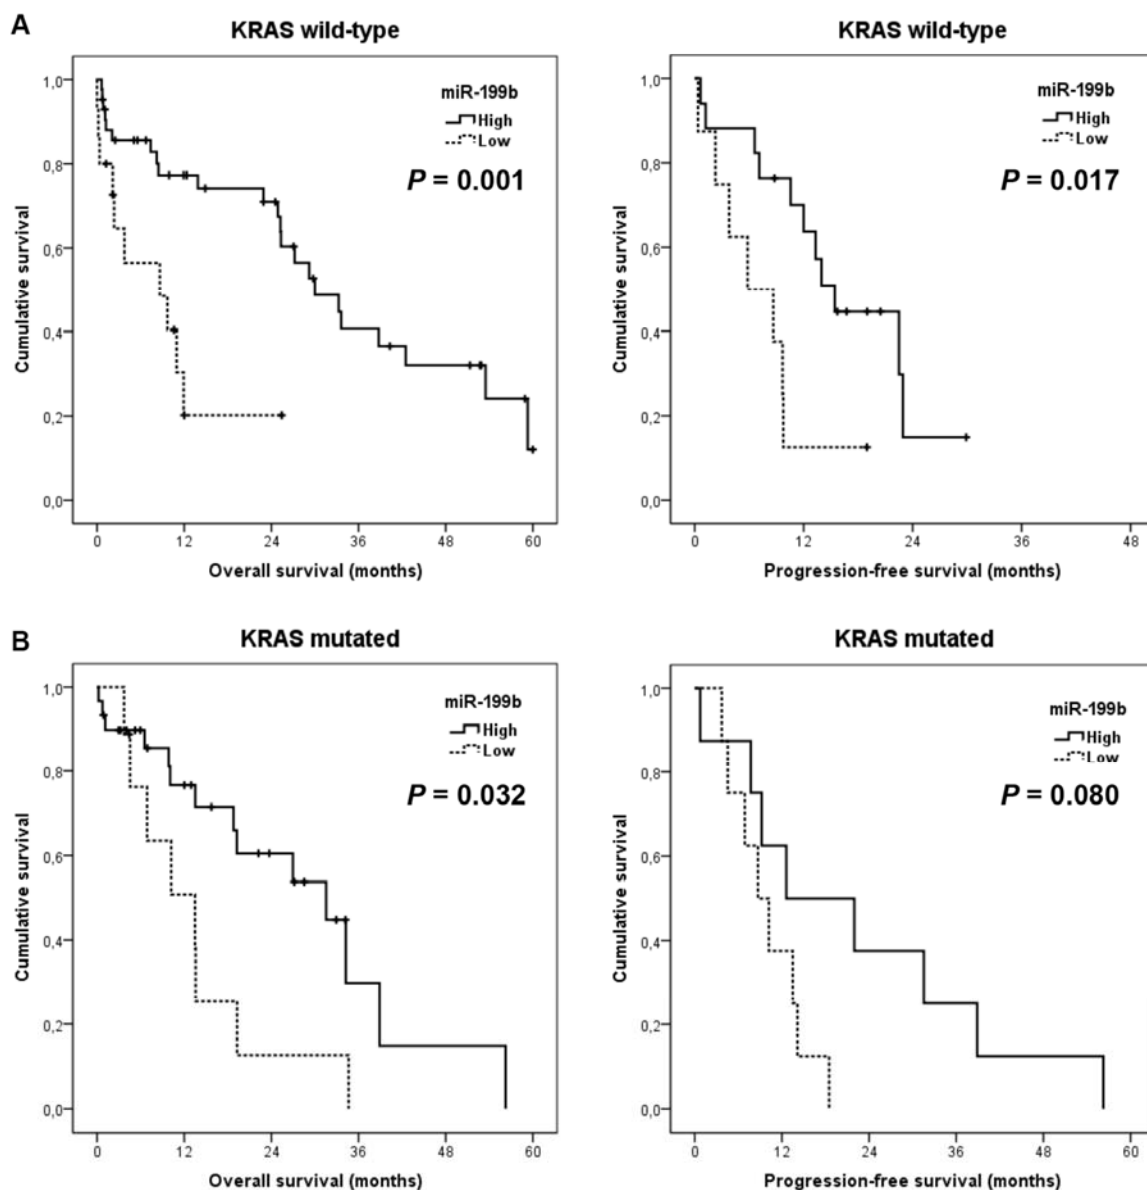 A
KRAS wild-type
1,0
0,8
0,6
0,4
0,2
0,0
Cumulative survival
miR-199b
High
Low
P = 0.001
0 12 24 36 48 60
Overall survival (months)
KRAS wild-type
1,0
0,8
0,6
0,4
0,2
0,0
Cumulative survival
miR-199b
High
Low
P = 0.017
0 12 24 36 48
Progression-free survival (months)
B
KRAS mutated
1,0
0,8
0,6
0,4
0,2
0,0
Cumulative survival
miR-199b
High
Low
P = 0.032
0 12 24 36 48 60
Overall survival (months)
KRAS mutated
1,0
0,8
0,6
0,4
0,2
0,0
Cumulative survival
miR-199b
High
Low
P = 0.080
0 12 24 36 48 60
Progression-free survival (months)